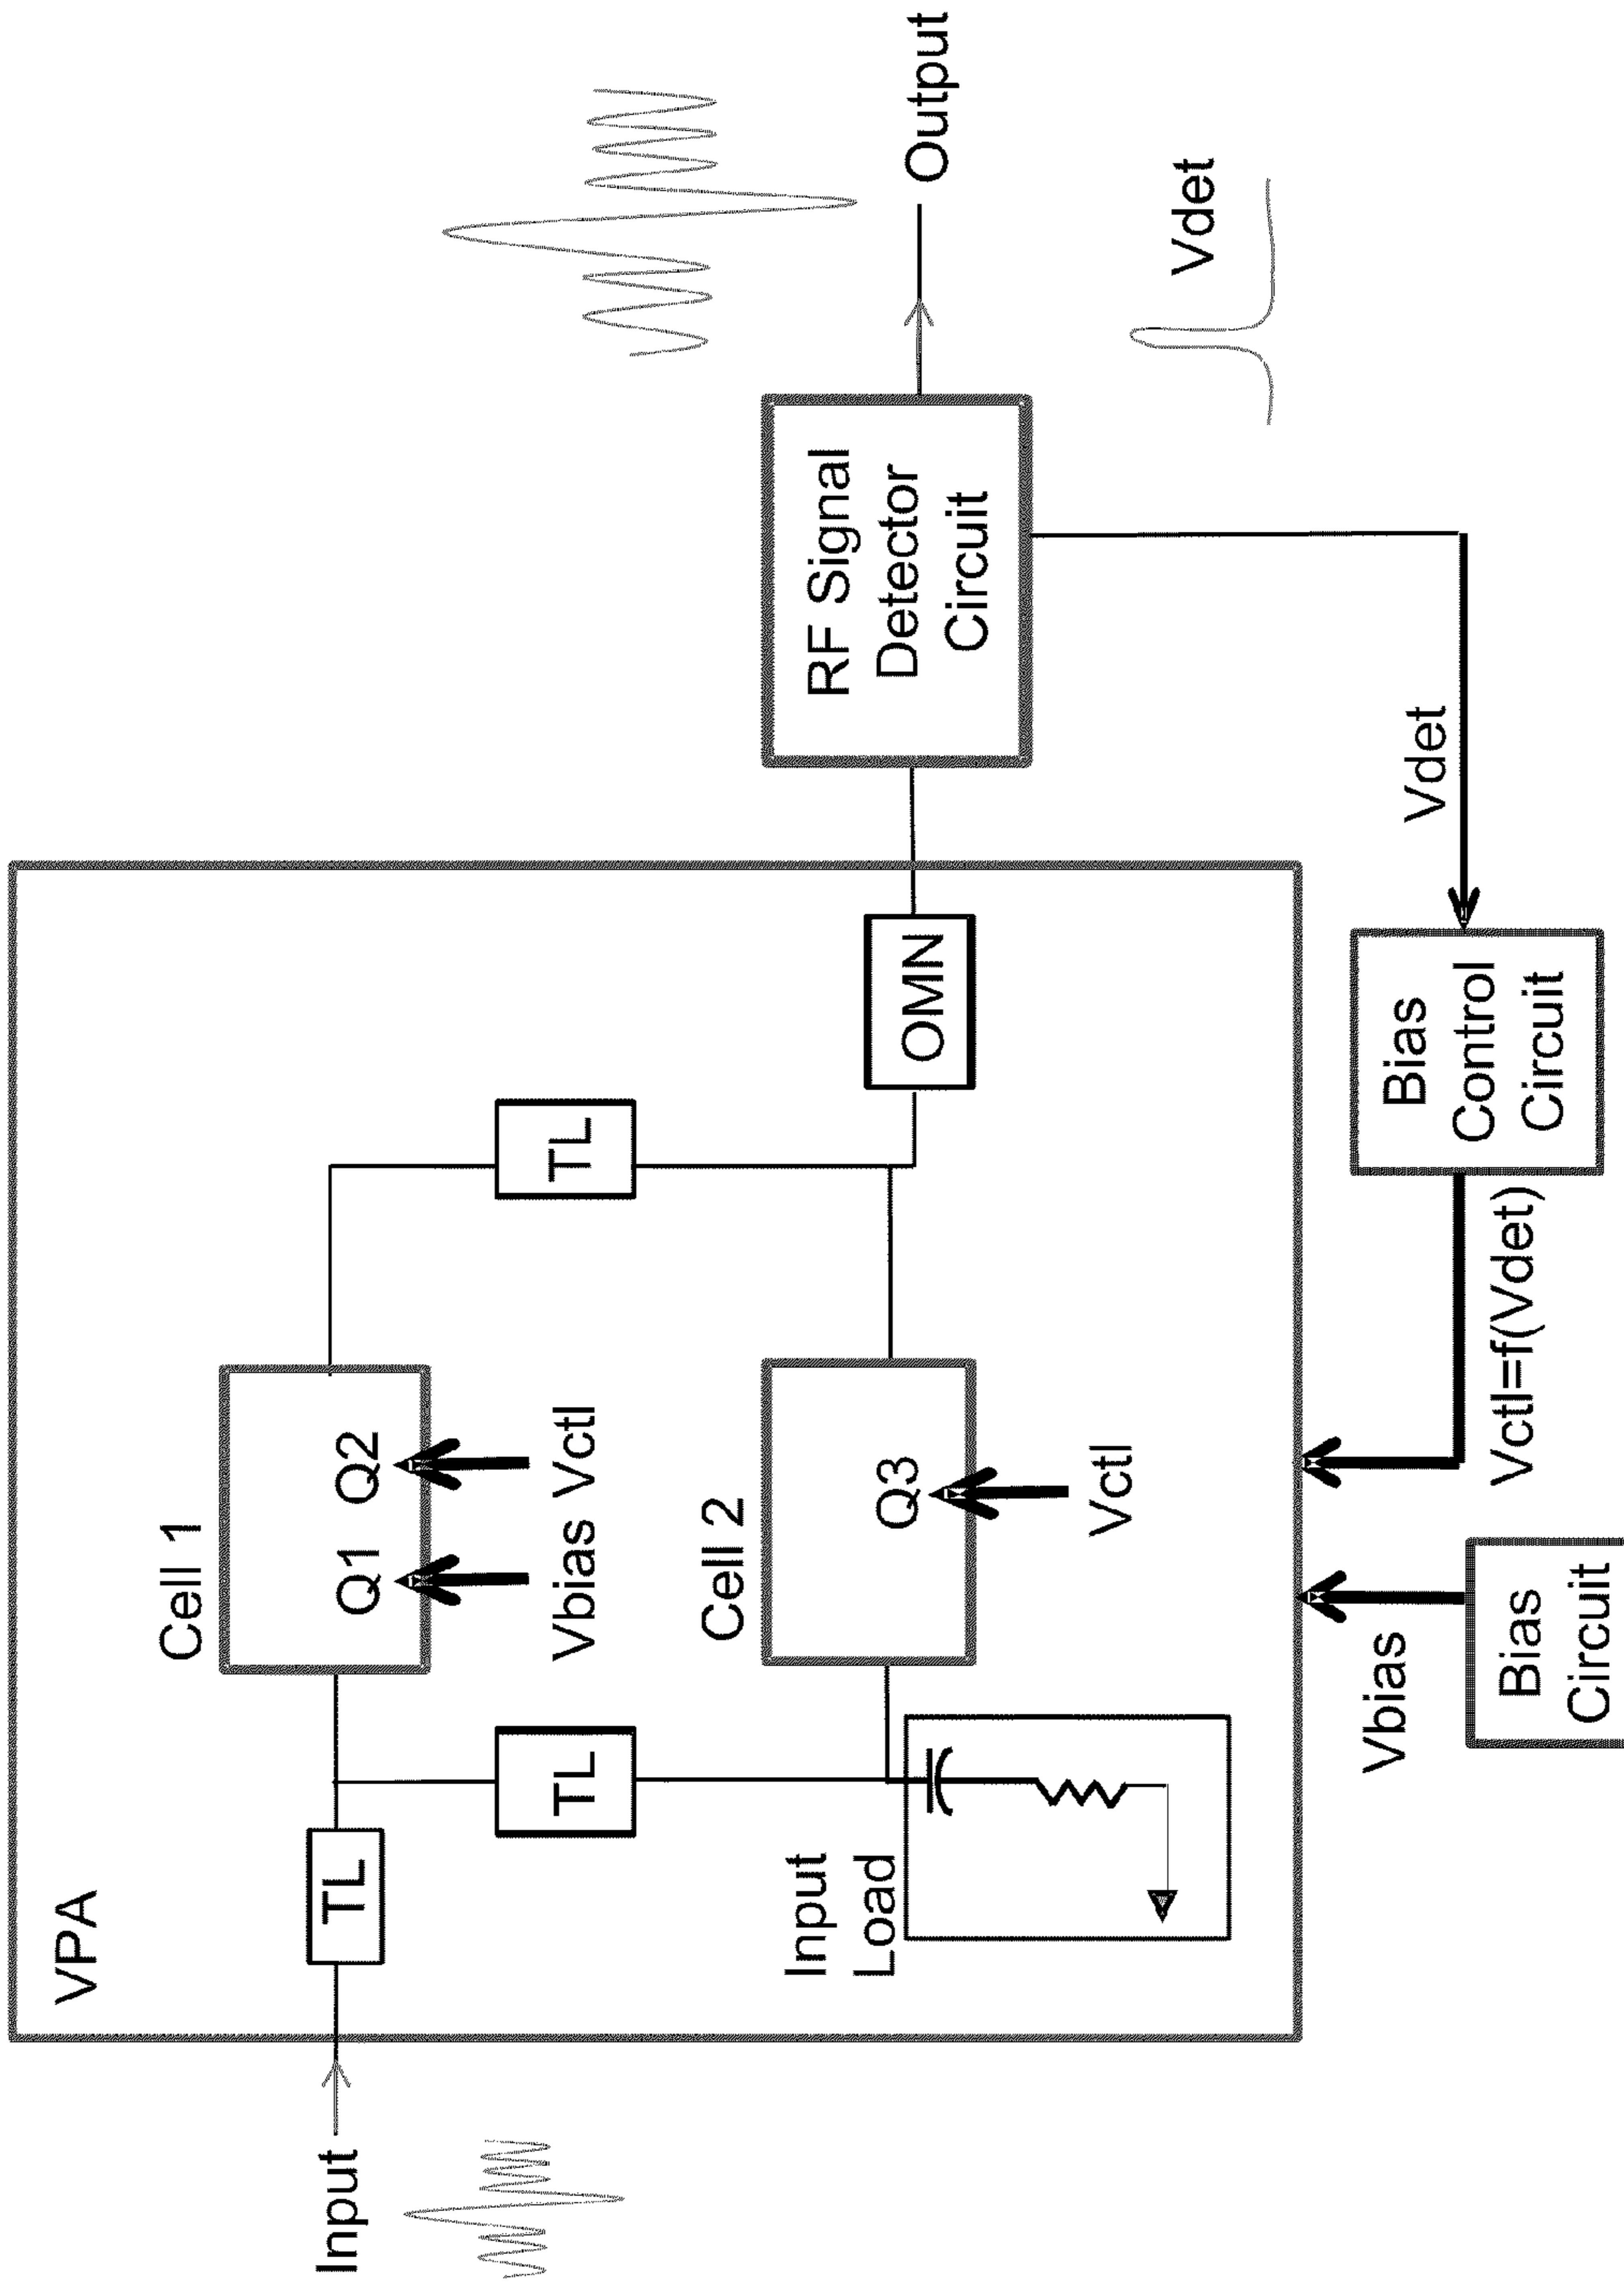 VPA
Input
TL
TL
Cell 1
Q1 Q2
Vbias Vctl
TL
Cell 2
Q3
Vctl
Input
Load
OMN
RF Signal
Detector
Circuit
Output
Vdet
Vdet
Bias
Control
Circuit
Vctl=f(Vdet)
Vbias
Bias
Circuit